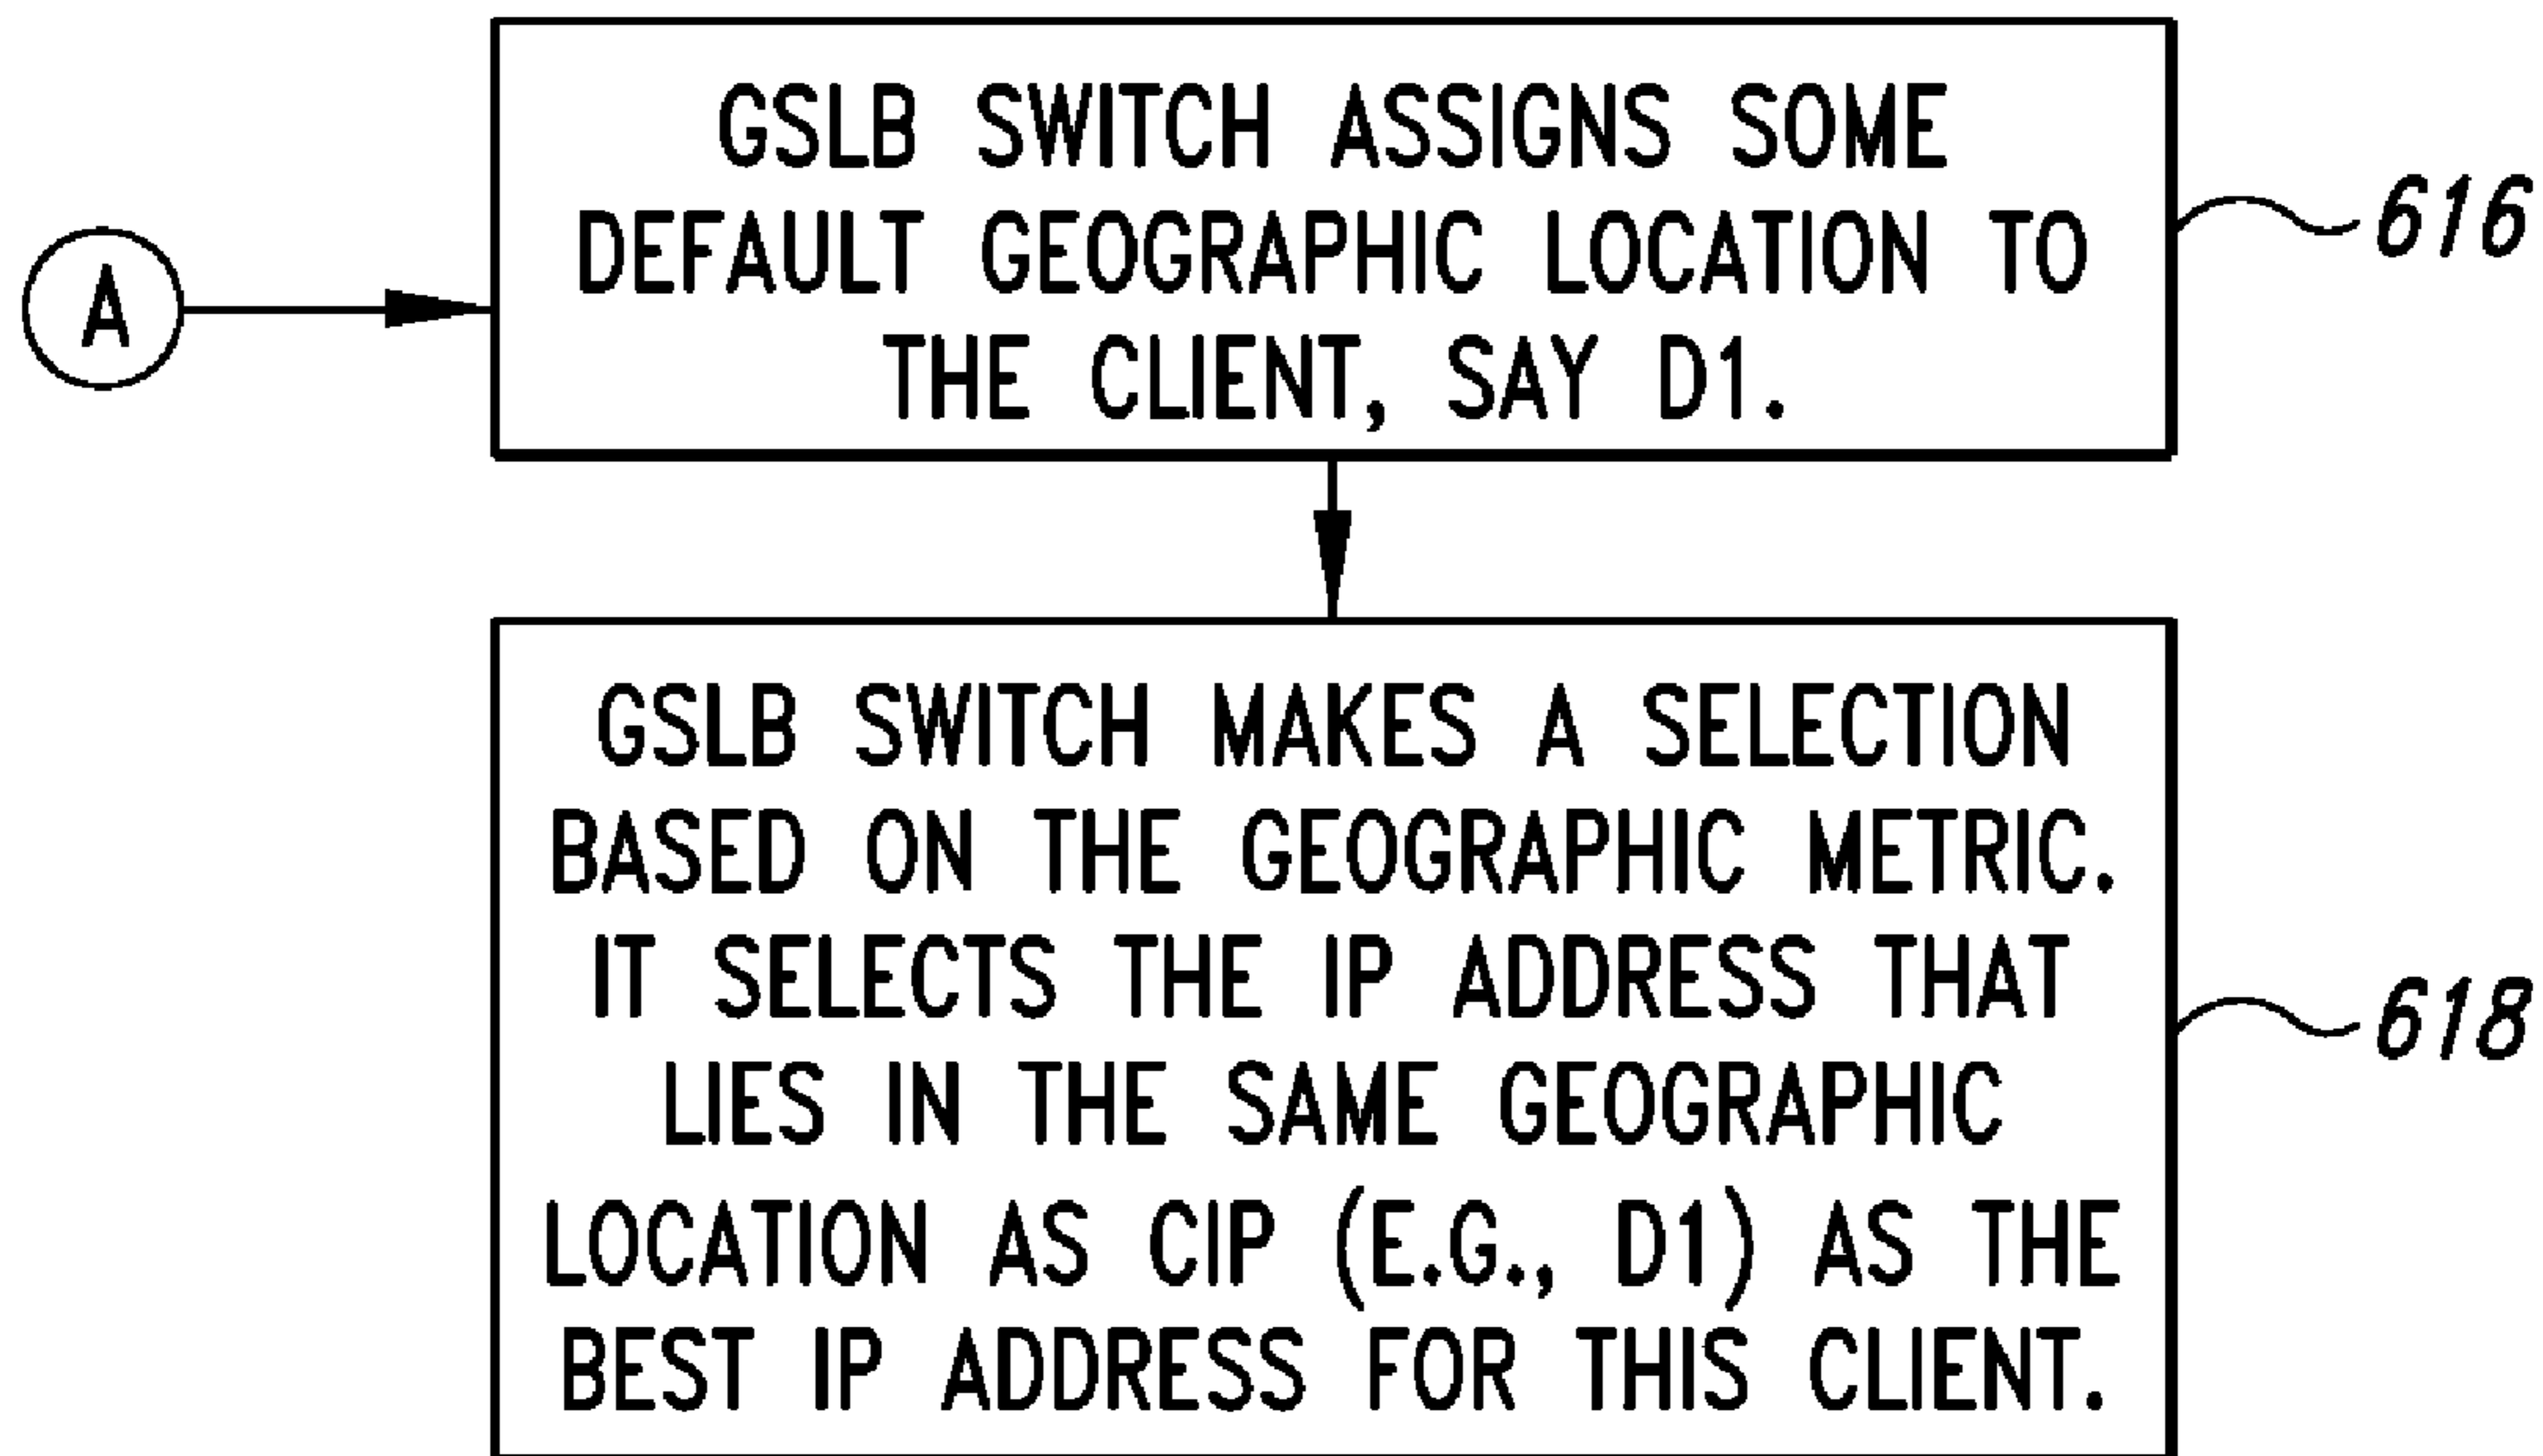 GSLB SWITCH ASSIGNS SOME
DEFAULT GEOGRAPHIC LOCATION TO
THE CLIENT, SAY D1.
616
A
GSLB SWITCH MAKES A SELECTION
BASED ON THE GEOGRAPHIC METRIC.
IT SELECTS THE IP ADDRESS THAT
LIES IN THE SAME GEOGRAPHIC
LOCATION AS CIP (E.G., D1) AS THE
BEST IP ADDRESS FOR THIS CLIENT.
618